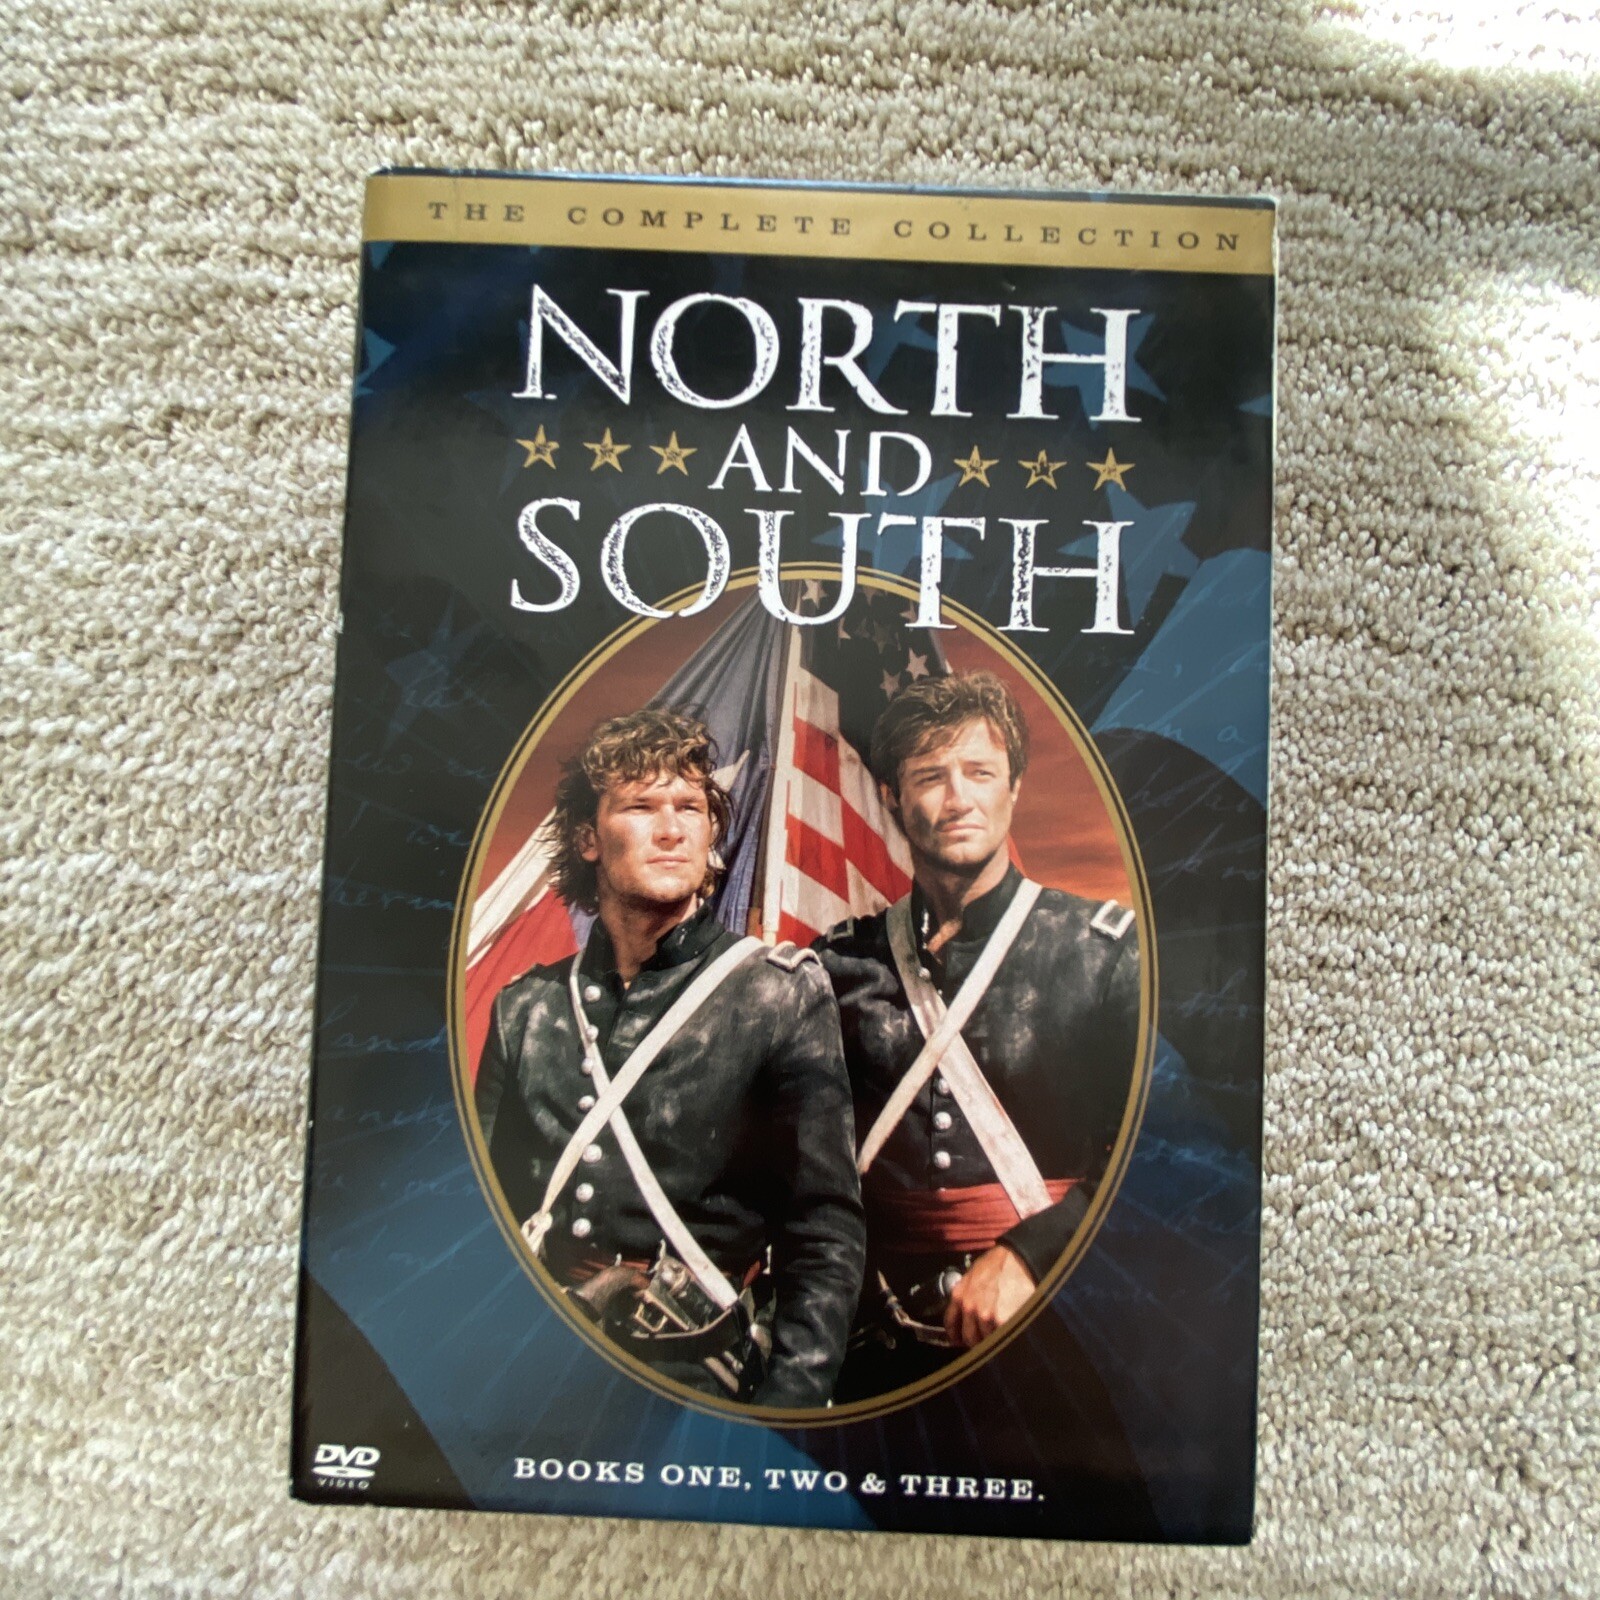 THE COMPLETE COLLECTION
NORTH
AND
SOUTH
DVD
VIDEO
BOOKS ONE, TWO & THREE.